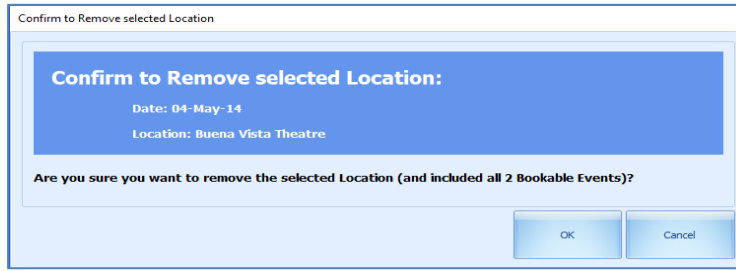 Confirm to Remove selected Location
Confirm to Remove selected Location:
Date: 04-May-14
Location: Buena Vista Theatre
Are you sure you want to remove the selected Location (and included all 2 Bookable Events)?
OK
Cancel